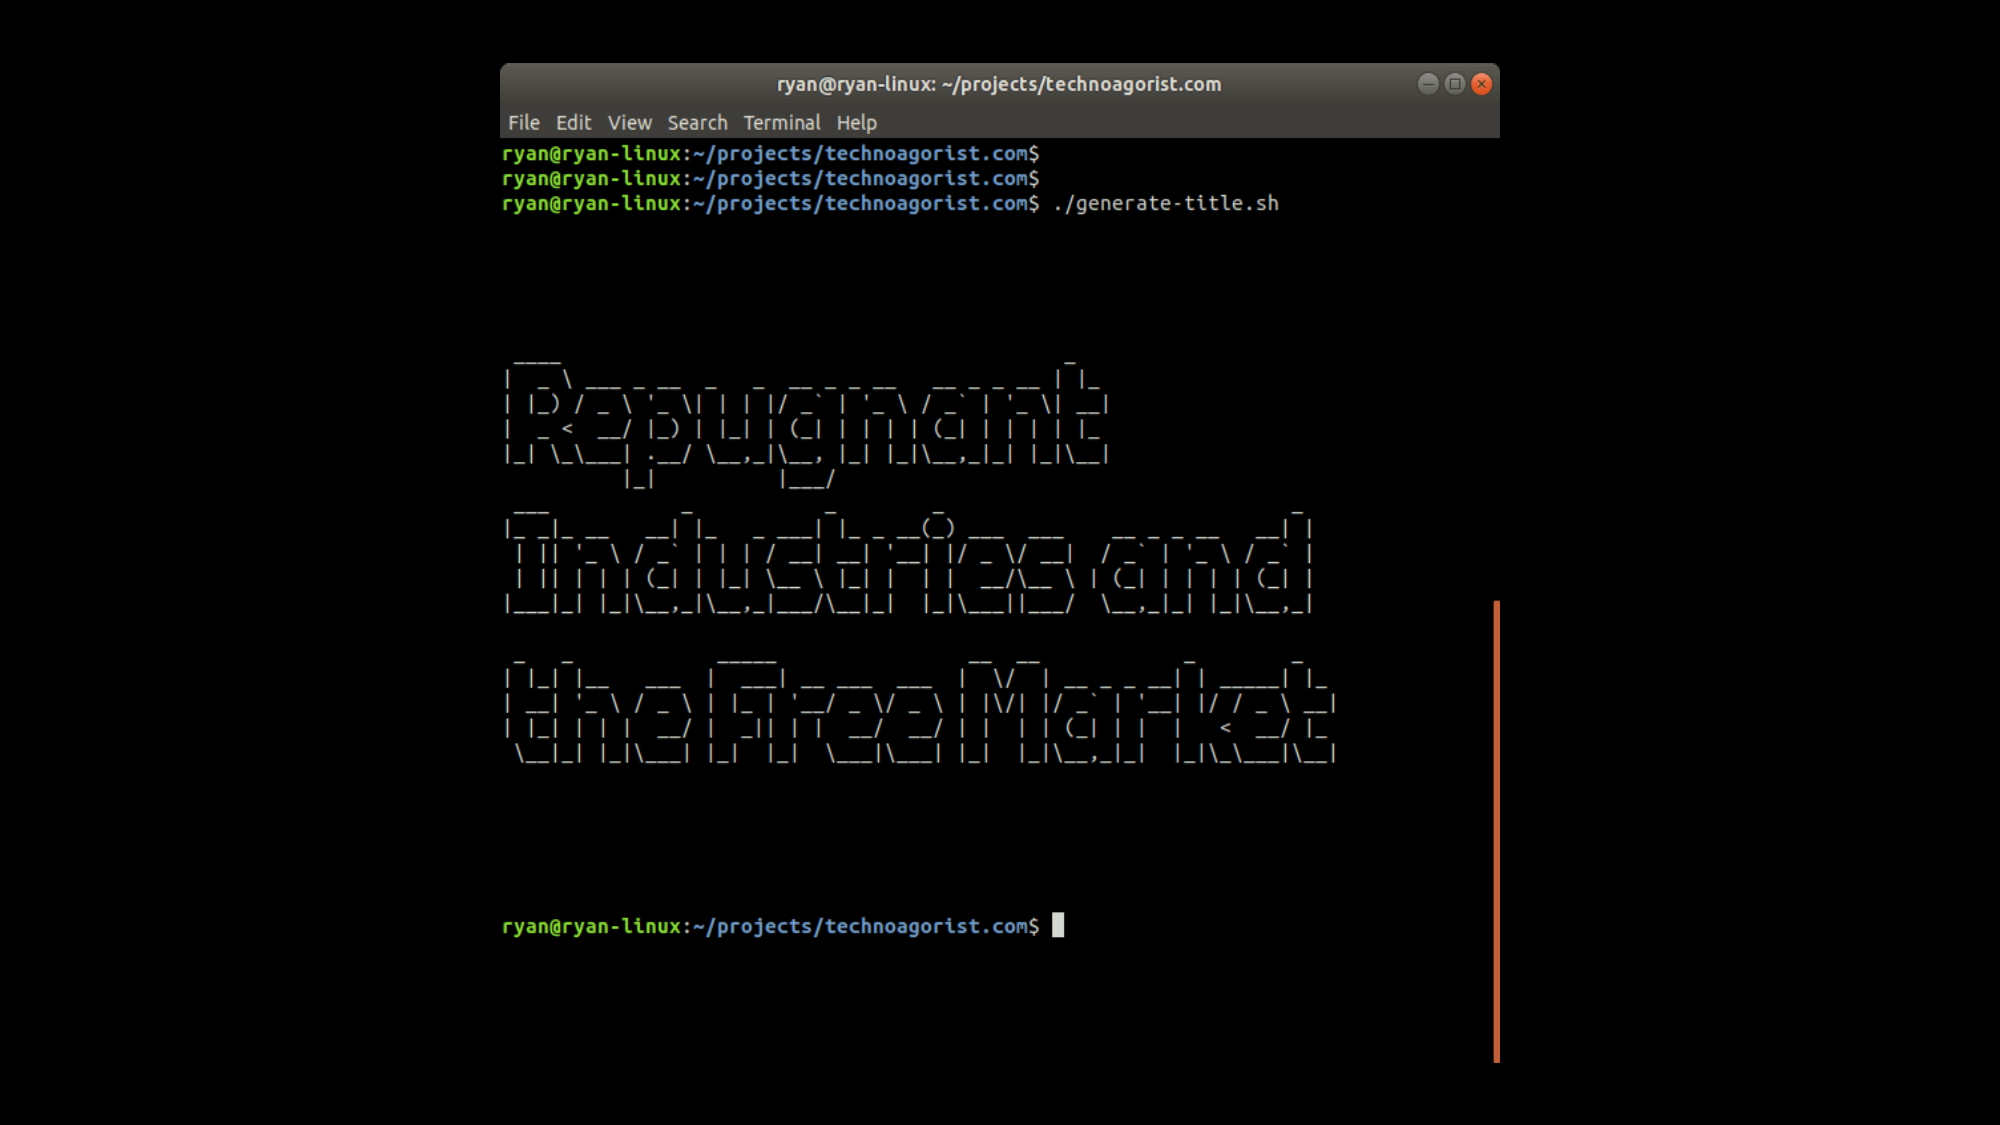 ryan@ryan-linux: ~/projects/technoagorist.com
File Edit View Search Terminal Help
ryan@ryan-linux:~/projects/technoagorist.com$
ryan@ryan-linux:~/projects/technoagorist.com$
ryan@ryan-linux:~/projects/technoagorist.com$ ./generate-title.sh
Repugnant
Industries and
the Free Market
ryan@ryan-linux:~/projects/technoagorist.com$